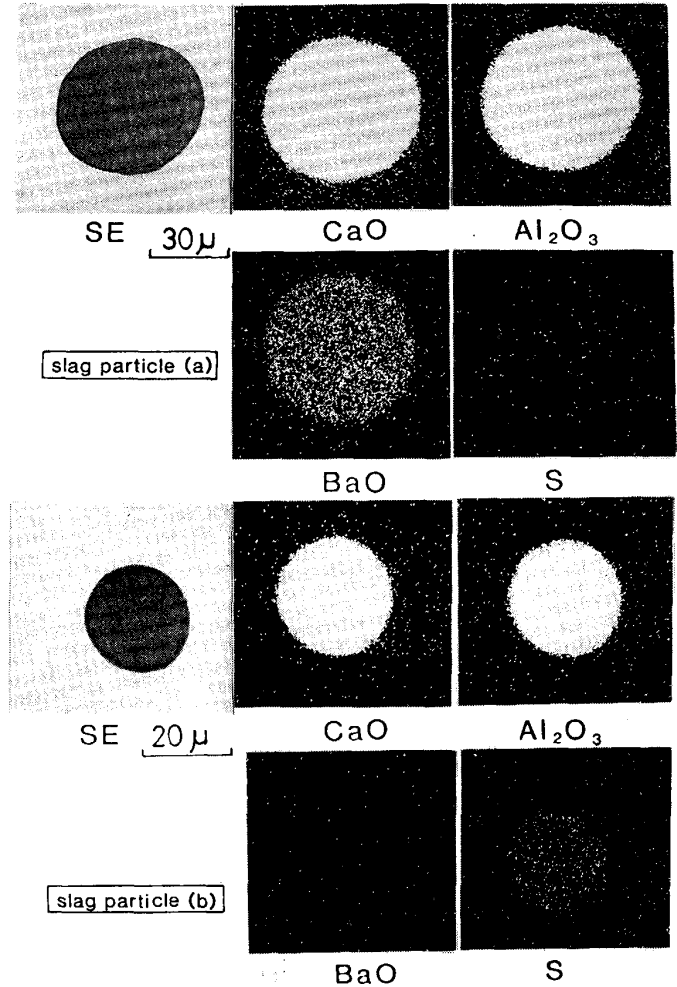 SE 30μ CaO Al₂O₃
slag particle (a)
BaO S
SE 20μ CaO Al₂O₃
slag particle (b)
BaO S